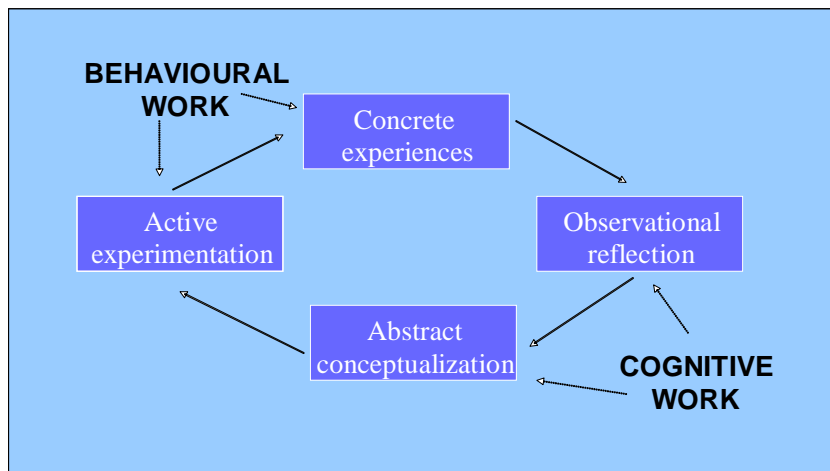 BEHAVIOURAL
WORK
Concrete
experiences
Active
experimentation
Observational
reflection
Abstract
conceptualization
COGNITIVE
WORK